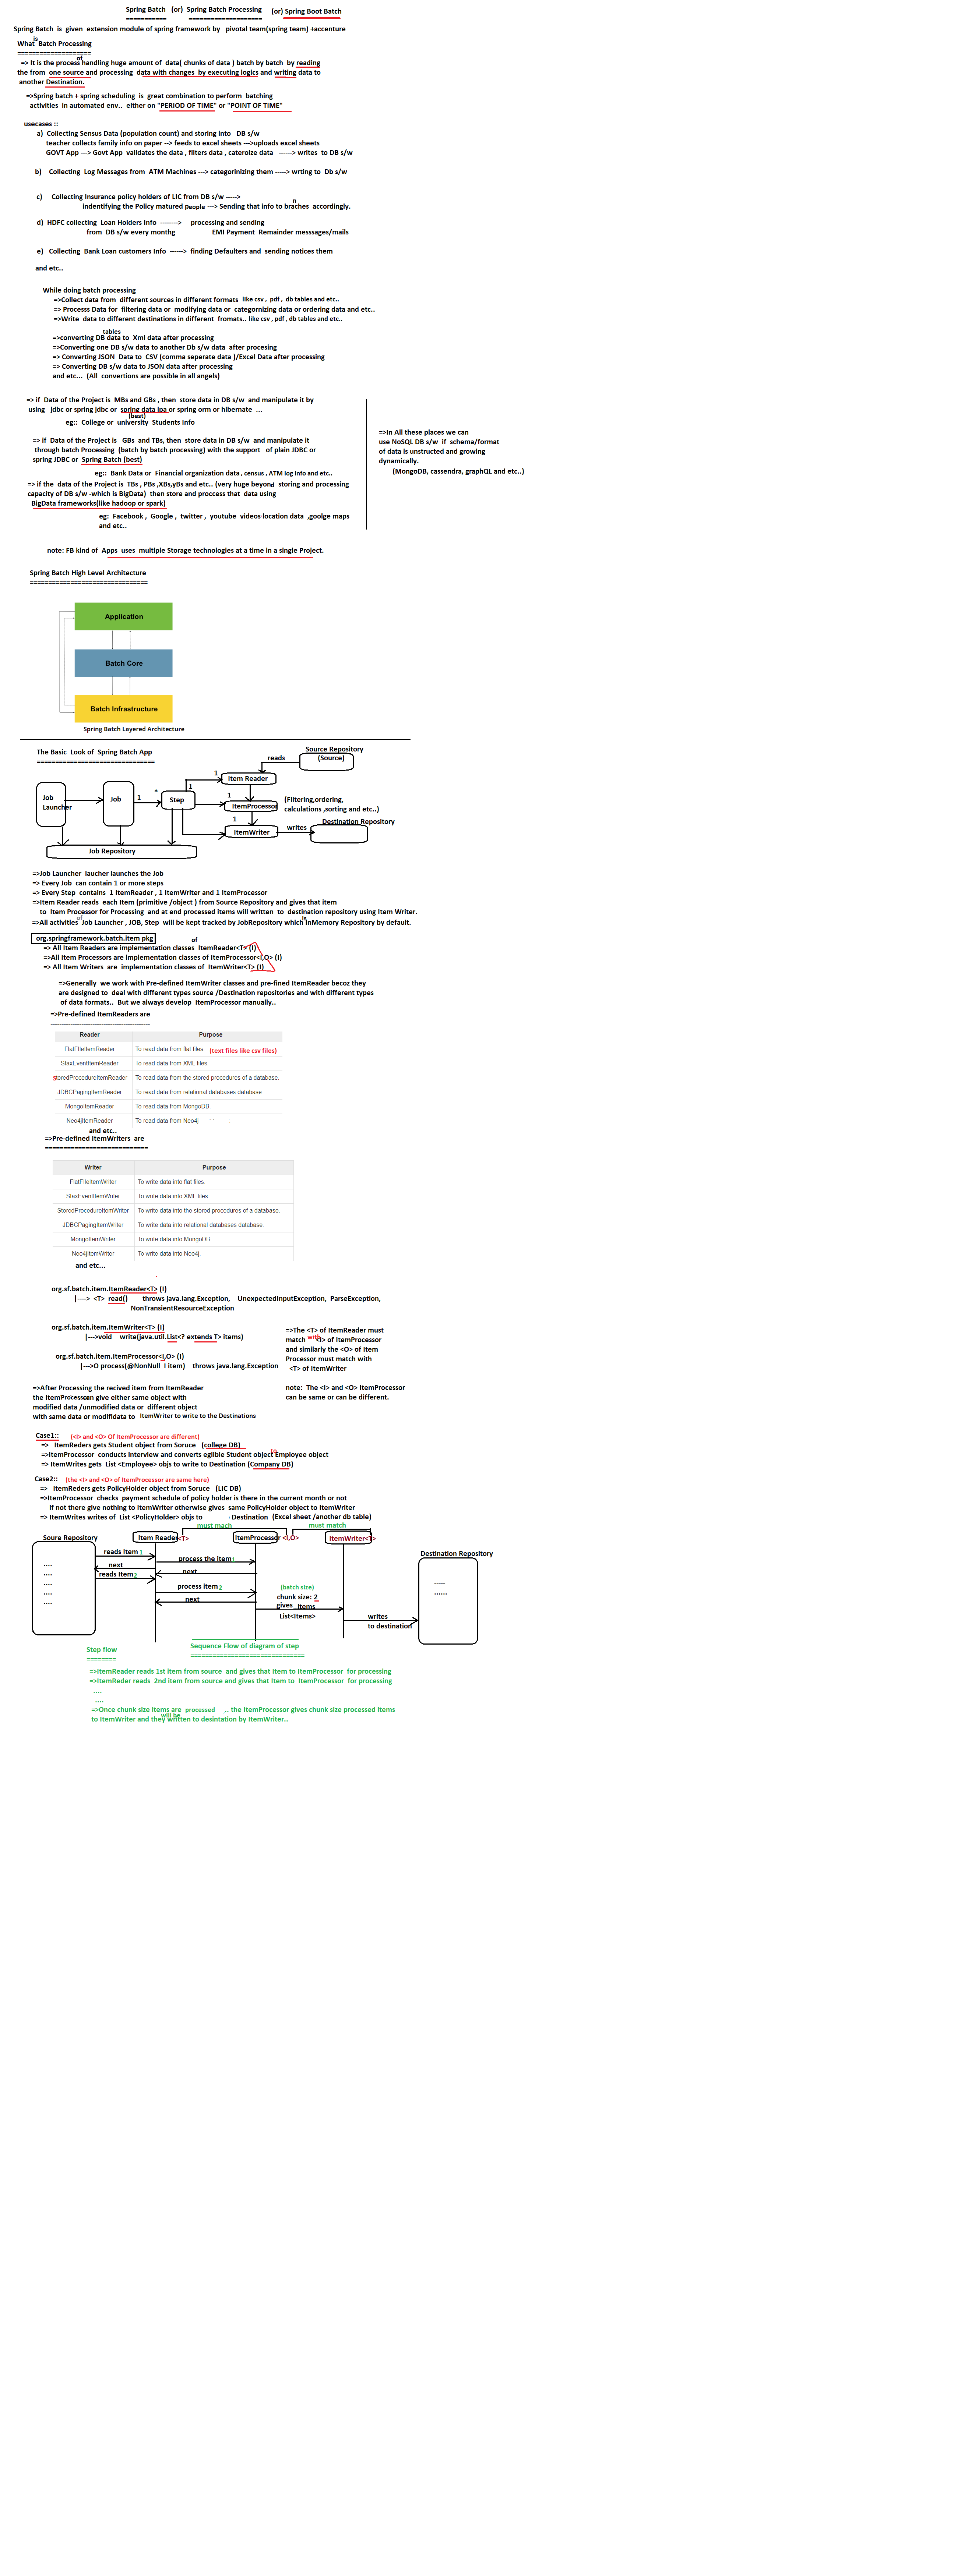 Spring Batch (or) Spring Batch Processing (or) Spring Boot Batch
=========== ====================
Spring Batch is given extension module of spring framework by pivotal team(spring team) +accenture
is
What Batch Processing
====================
of
=> It is the process handling huge amount of data( chunks of data ) batch by batch by reading
the from one source and processing data with changes by executing logics and writing data to
another Destination.
=>Spring batch + spring scheduling is great combination to perform batching
activities in automated env.. either on "PERIOD OF TIME" or "POINT OF TIME"
usecases ::
a) Collecting Sensus Data (population count) and storing into DB s/w
teacher collects family info on paper --> feeds to excel sheets --->uploads excel sheets
GOVT App ---> Govt App validates the data , filters data , cateroize data ------> writes to DB s/w
b) Collecting Log Messages from ATM Machines ---> categorinizing them -----> wrting to Db s/w
c) Collecting Insurance policy holders of LIC from DB s/w ----->
n
indentifying the Policy matured People ---> Sending that info to braches accordingly.
d) HDFC collecting Loan Holders Info --------> processing and sending
from DB s/w every monthg EMI Payment Remainder messsages/mails
e) Collecting Bank Loan customers Info ------> finding Defaulters and sending notices them
and etc..
While doing batch processing
=>Collect data from different sources in different formats like csv , pdf , db tables and etc..
=> Processs Data for filtering data or modifying data or categornizing data or ordering data and etc..
=>Write data to different destinations in different fromats.. like csv , pdf , db tables and etc..
tables
=>converting DB data to Xml data after processing
=>Converting one DB s/w data to another Db s/w data after procesing
=> Converting JSON Data to CSV (comma seperate data )/Excel Data after processing
=> Converting DB s/w data to JSON data after processing
and etc... (All convertions are possible in all angels)
=> if Data of the Project is MBs and GBs , then store data in DB s/w and manipulate it by
using jdbc or spring jdbc or spring data jpa or spring orm or hibernate ...
(best)
eg:: College or university Students Info
=> if Data of the Project is GBs and TBs, then store data in DB s/w and manipulate it
through batch Processing (batch by batch processing) with the support of plain JDBC or
spring JDBC or Spring Batch (best)
eg:: Bank Data or Financial organization data , census , ATM log info and etc..
=> if the data of the Project is TBs , PBs ,XBs,yBs and etc.. (very huge beyond storing and processing
capacity of DB s/w -which is BigData) then store and proccess that data using
BigData frameworks(like hadoop or spark)
eg: Facebook , Google , twitter , youtube videos location data ,goolge maps
and etc..
=>In All these places we can
use NoSQL DB s/w if schema/format
of data is unstructed and growing
dynamically.
(MongoDB, cassendra, graphQL and etc..)
note: FB kind of Apps uses multiple Storage technologies at a time in a single Project.
Spring Batch High Level Architecture
================================
Application
Batch Core
Batch Infrastructure
Spring Batch Layered Architecture
The Basic Look of Spring Batch App
================================
Source Repository
(Source)
reads
Job
Launcher
Job
1
*
Step
1
1
Item Reader
1
ItemProcessor
(Filtering,ordering,
calculations ,sorting and etc..)
1
ItemWriter
writes
Destination Repository
Job Repository
=>Job Launcher laucher launches the Job
=> Every Job can contain 1 or more steps
=> Every Step contains 1 ItemReader , 1 ItemWriter and 1 ItemProcessor
=>Item Reader reads each Item (primitive /object ) from Source Repository and gives that item
to Item Processor for Processing and at end processed items will written to destination repository using Item Writer.
of is
=>All activities Job Launcher , JOB, Step will be kept tracked by JobRepository which InMemory Repository by default.
org.springframework.batch.item pkg
of
=> All Item Readers are implementation classes ItemReader<T> (I)
=>All Item Processors are implementation classes of ItemProcessor<I,O> (I)
=> All Item Writers are implementation classes of ItemWriter<T> (I)
=>Generally we work with Pre-defined ItemWriter classes and pre-fined ItemReader becoz they
are designed to deal with different types source /Destination repositories and with different types
of data formats.. But we always develop ItemProcessor manually..
=>Pre-defined ItemReaders are
---------------------------------------------
Reader Purpose
FlatFIleItemReader To read data from flat files. (text files like csv files)
StaxEventItemReader To read data from XML files.
StoredProcedureItemReader To read data from the stored procedures of a database.
JDBCPagingItemReader To read data from relational databases database.
MongoItemReader To read data from MongoDB.
Neo4jItemReader To read data from Neo4j
and etc..
=>Pre-defined ItemWriters are
============================
Writer Purpose
FlatFIleItemWriter To write data into flat files.
StaxEventItemWriter To write data into XML files.
StoredProcedureItemWriter To write data into the stored procedures of a database.
JDBCPagingItemWriter To write data into relational databases database.
MongoItemWriter To write data into MongoDB.
Neo4jItemWriter To write data into Neo4j.
and etc...
org.sf.batch.item.ItemReader<T> (I)
|----> <T> read() throws java.lang.Exception, UnexpectedInputException, ParseException,
NonTransientResourceException
org.sf.batch.item.ItemWriter<T> (I)
|--->void write(java.util.List<? extends T> items)
org.sf.batch.item.ItemProcessor<I,O> (I)
|--->O process(@NonNull I item) throws java.lang.Exception
=>The <T> of ItemReader must
match with <I> of ItemProcessor
and similarly the <O> of Item
Processor must match with
<T> of ItemWriter
note: The <I> and <O> ItemProcessor
can be same or can be different.
=>After Processing the recived item from ItemReader
the ItemProcessor can give either same object with
modified data /unmodified data or different object
with same data or modifidata to ItemWriter to write to the Destinations
Case1:: (<I> and <O> Of ItemProcessor are different)
=> ItemReders gets Student object from Soruce (college DB)
to
=>ItemProcessor conducts interview and converts eglible Student object Employee object
=> ItemWrites gets List <Employee> objs to write to Destination (Company DB)
Case2:: (the <I> and <O> of ItemProcessor are same here)
=> ItemReders gets PolicyHolder object from Soruce (LIC DB)
=>ItemProcessor checks payment schedule of policy holder is there in the current month or not
if not there give nothing to ItemWriter otherwise gives same PolicyHolder object to ItemWriter
=> ItemWrites writes of List <PolicyHolder> objs to Destination (Excel sheet /another db table)
must mach must match
Soure Repository Item Reader<T> ItemProcessor <I,O> ItemWriter<T>
Destination Repository
reads Item 1
next
reads Item 2
process the item 1
next
process item 2
next
....
....
....
....
....
(batch size)
chunk size: 2
gives items
List<Items>
writes
to destination
-----
......
Step flow
========
Sequence Flow of diagram of step
===============================
=>ItemReader reads 1st item from source and gives that Item to ItemProcessor for processing
=>ItemReder reads 2nd item from source and gives that Item to ItemProcessor for processing
....
....
=>Once chunk size items are processed .. the ItemProcessor gives chunk size processed items
will be
to ItemWriter and they written to desintation by ItemWriter..